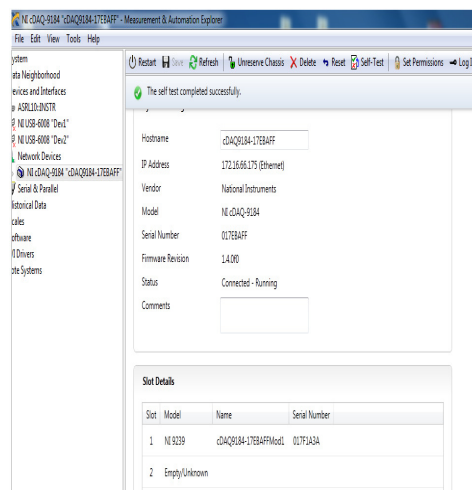 NI cDAQ-9184 "cDAQ9184-17EBAFF" - Measurement & Automation Explorer
File Edit View Tools Help
ystem
ata Neighborhood
evices and Interfaces
ASRL10::INSTR
NI USB-6008 "Dev1"
NI USB-6008 "Dev2"
Network Devices
NI cDAQ-9184 "cDAQ9184-17EBAFF"
Serial & Parallel
istorical Data
cales
oftware
I Drivers
ote Systems
Restart Save Refresh Unreserve Chassis Delete Reset Self-Test Set Permissions Log I
The self test completed successfully.
Hostname cDAQ9184-17EBAFF
IP Address 172.16.66.175 (Ethernet)
Vendor National Instruments
Model NI cDAQ-9184
Serial Number 017EBAFF
Firmware Revision 1.4.0f0
Status Connected - Running
Comments
Slot Details
Slot Model Name Serial Number
1 NI 9239 cDAQ9184-17EBAFFMod1 017F1A3A
2 Empty/Unknown